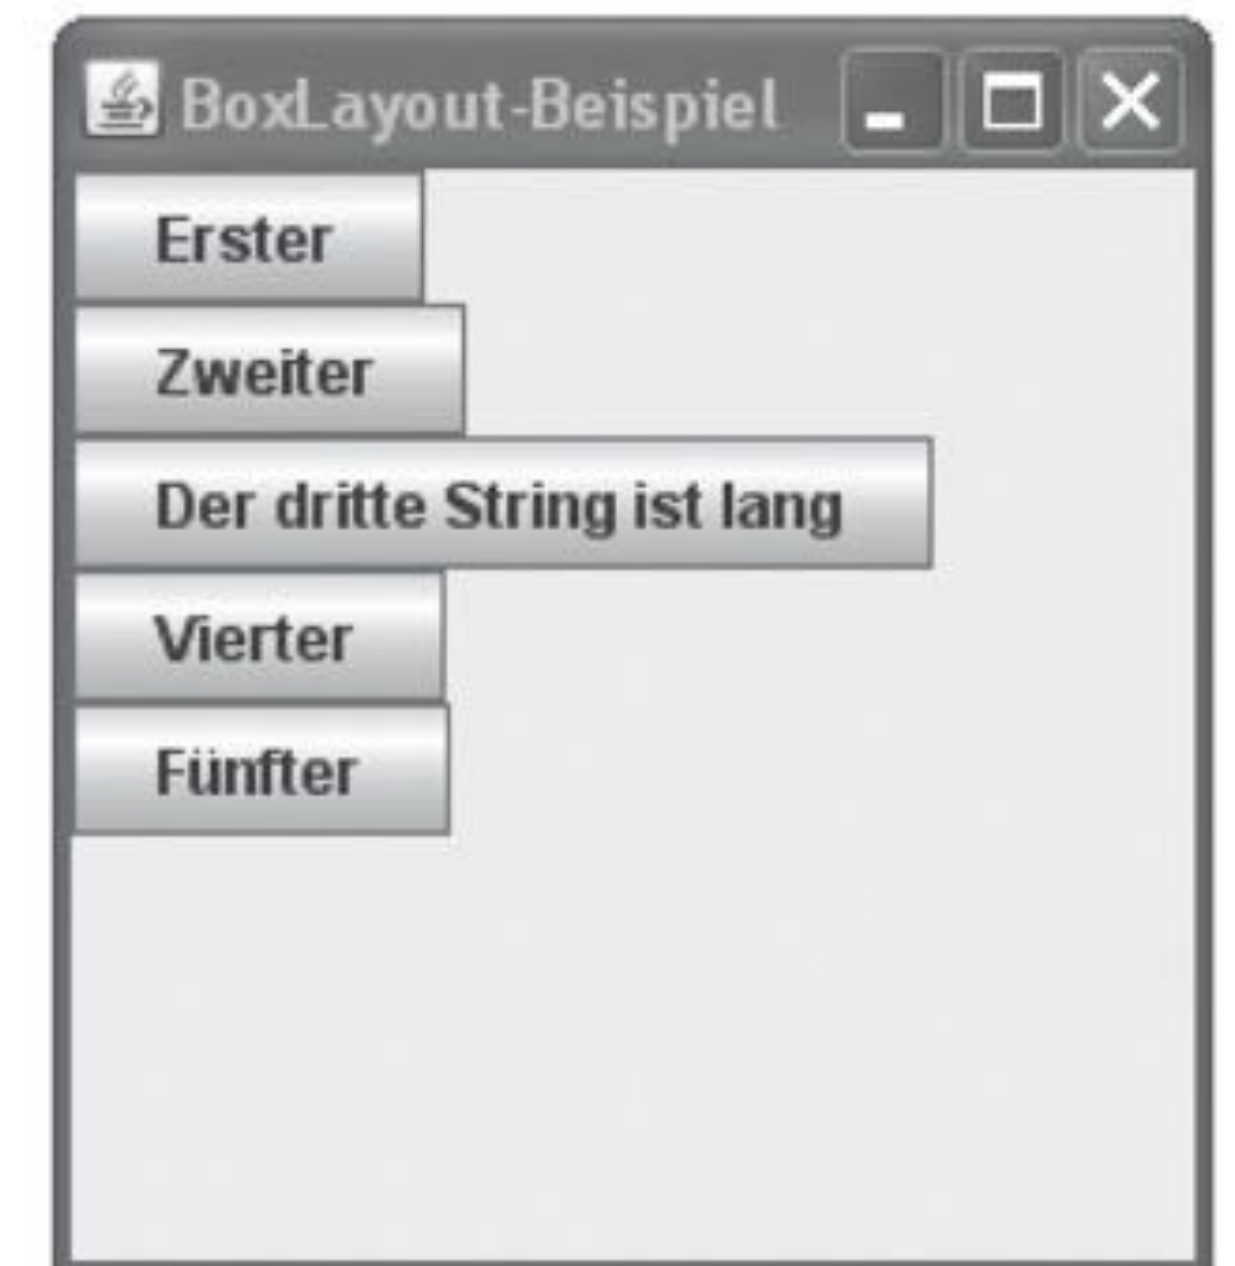 BoxLayout-Beispiel
Erster
Zweiter
Der dritte String ist lang
Vierter
Fünfter